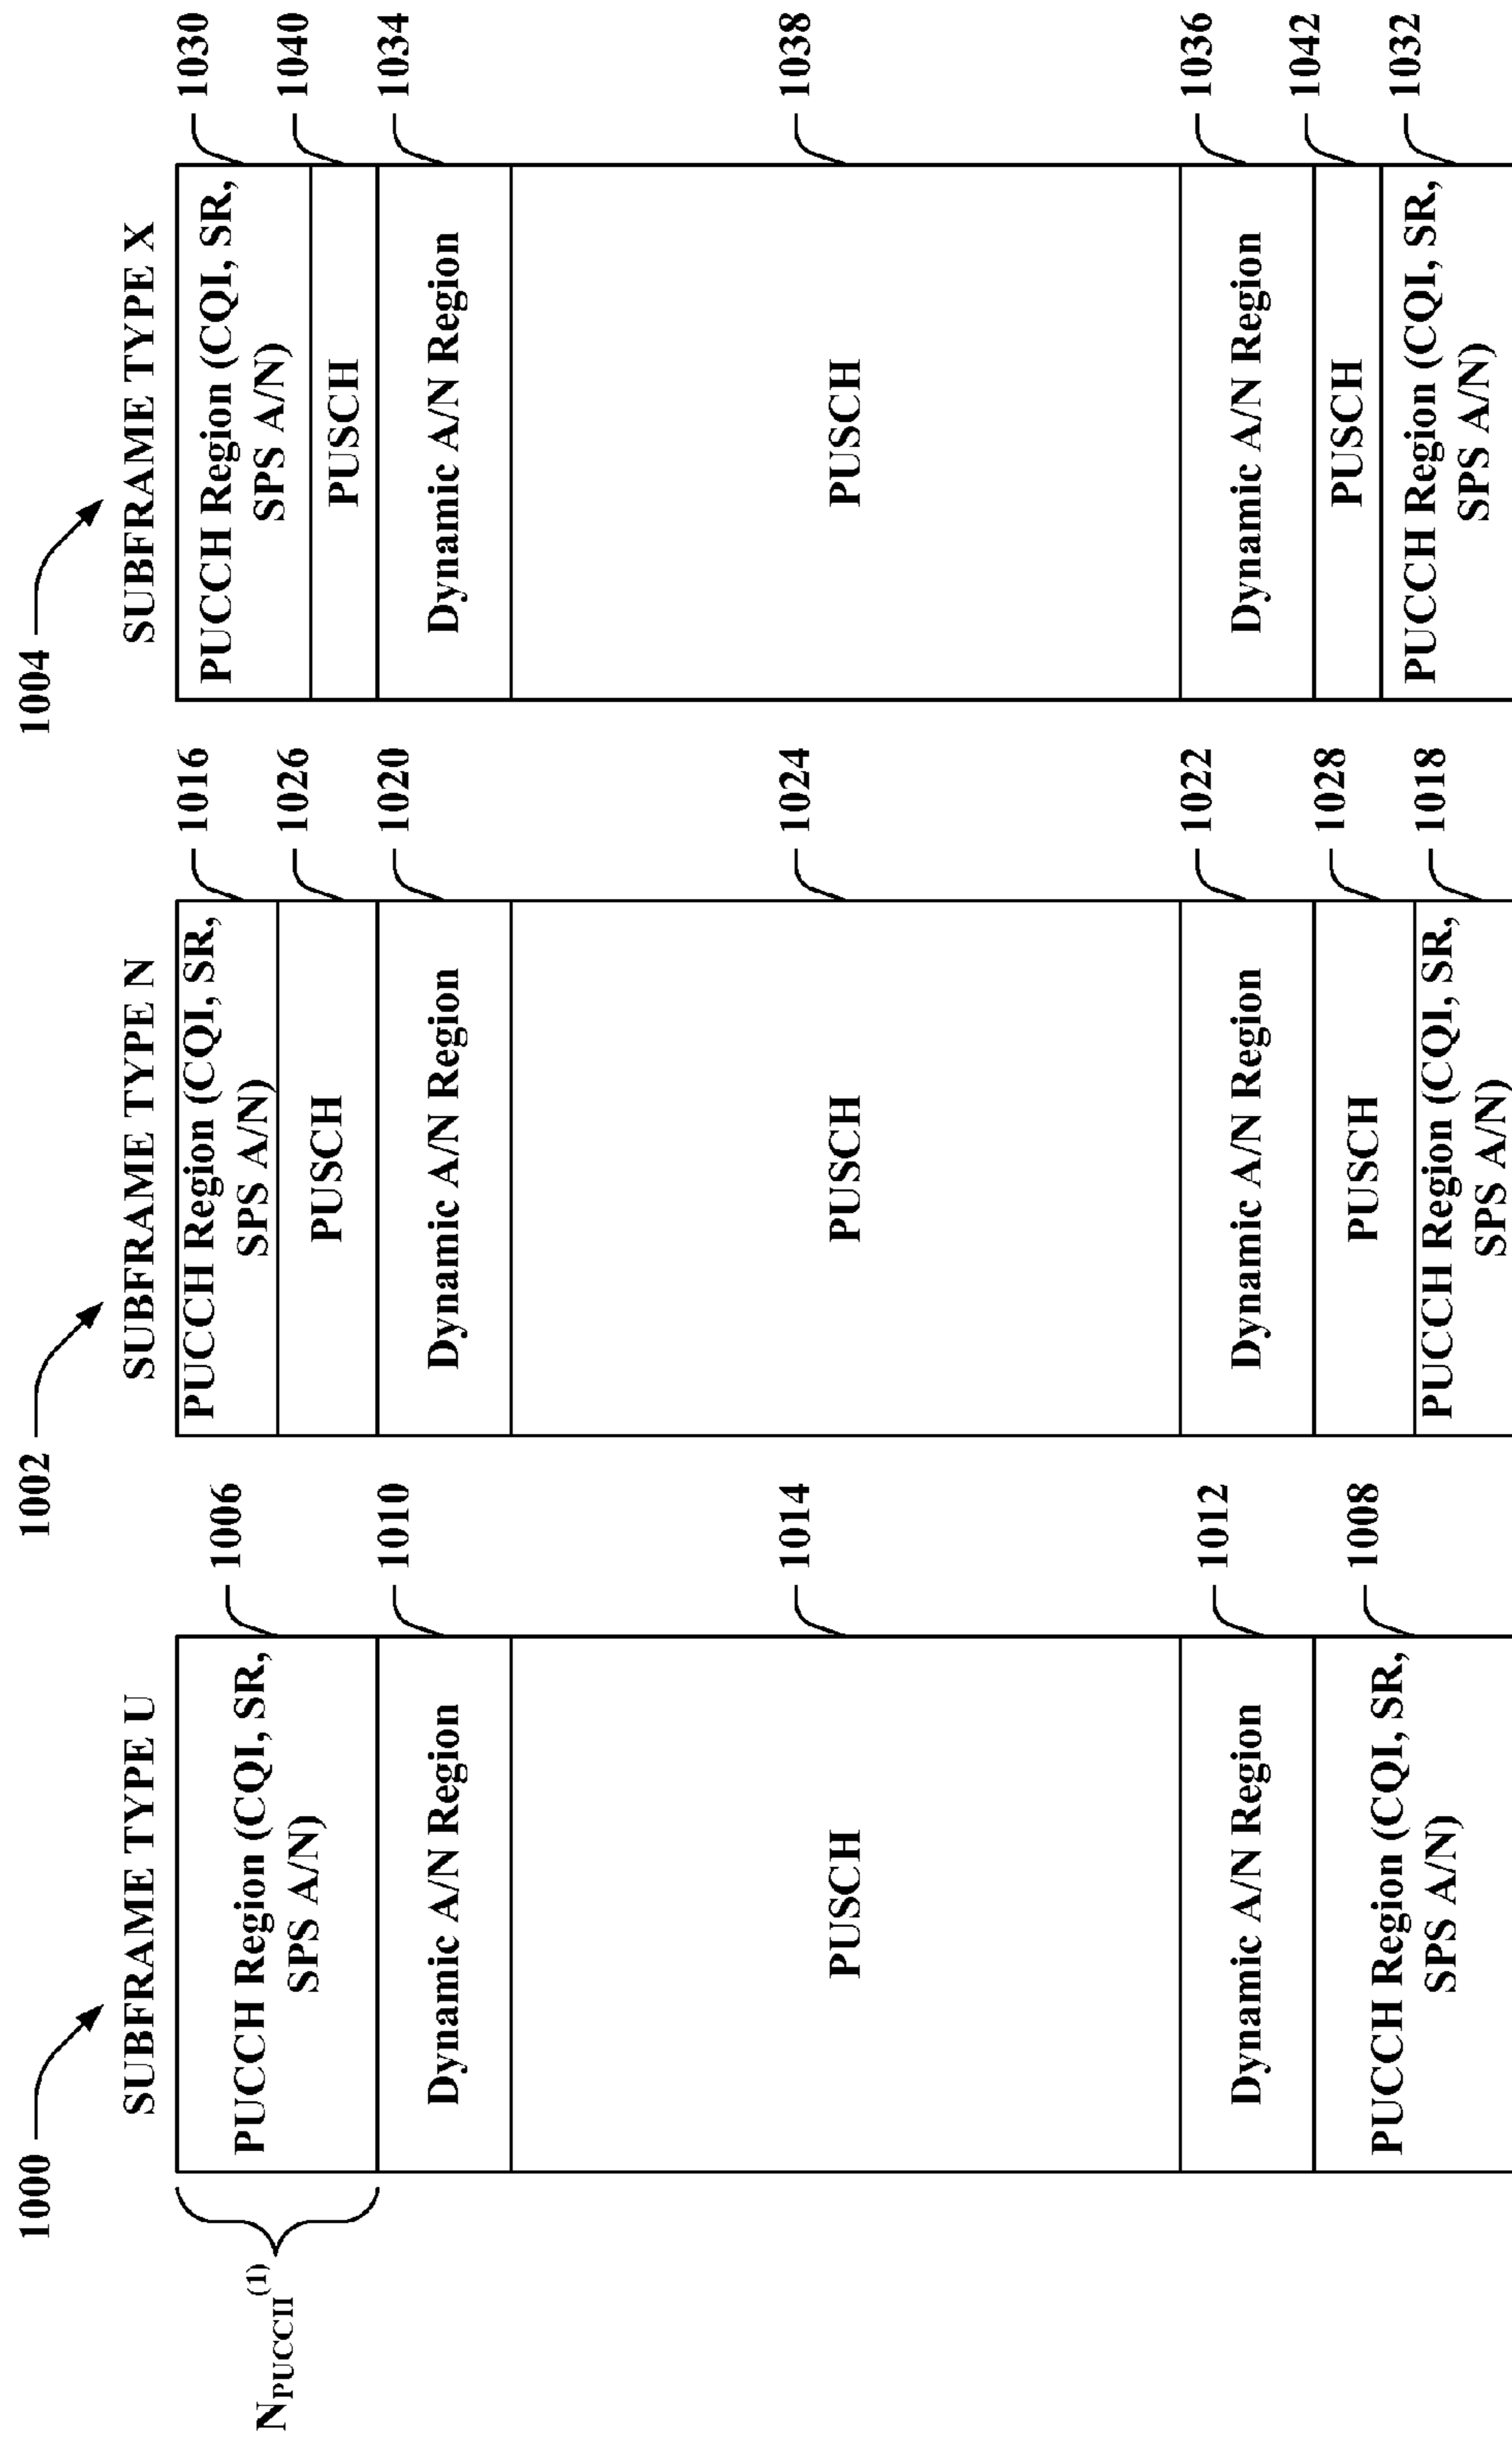 1000
SUBFRAME TYPE U
NPUCCH(1)
PUCCH Region (CQI, SR,
SPS A/N)
1006
Dynamic A/N Region
1010
PUSCH
1014
Dynamic A/N Region
1012
PUCCH Region (CQI, SR,
SPS A/N)
1008
1002
SUBFRAME TYPE N
PUCCH Region (CQI, SR,
SPS A/N)
1016
PUSCH
1026
Dynamic A/N Region
1020
PUSCH
1024
Dynamic A/N Region
1022
PUSCH
1028
PUCCH Region (CQI, SR,
SPS A/N)
1018
1004
SUBFRAME TYPE X
PUCCH Region (CQI, SR,
SPS A/N)
1030
PUSCH
1040
Dynamic A/N Region
1034
PUSCH
1038
Dynamic A/N Region
1036
PUSCH
1042
PUCCH Region (CQI, SR,
SPS A/N)
1032